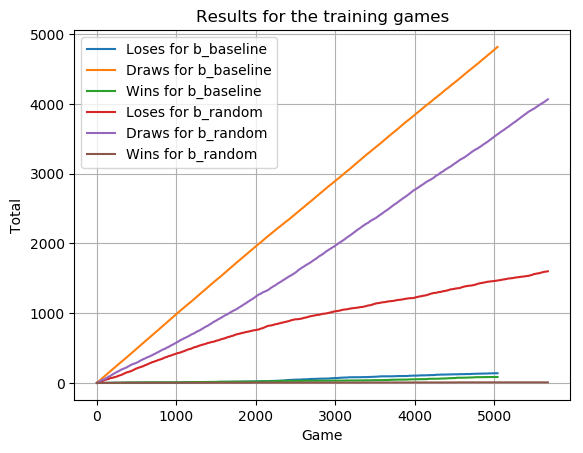 Results for the training games
5000
4000
3000
2000
1000
0
Total
Loses for b_baseline
Draws for b_baseline
Wins for b_baseline
Loses for b_random
Draws for b_random
Wins for b_random
0 1000 2000 3000 4000 5000
Game